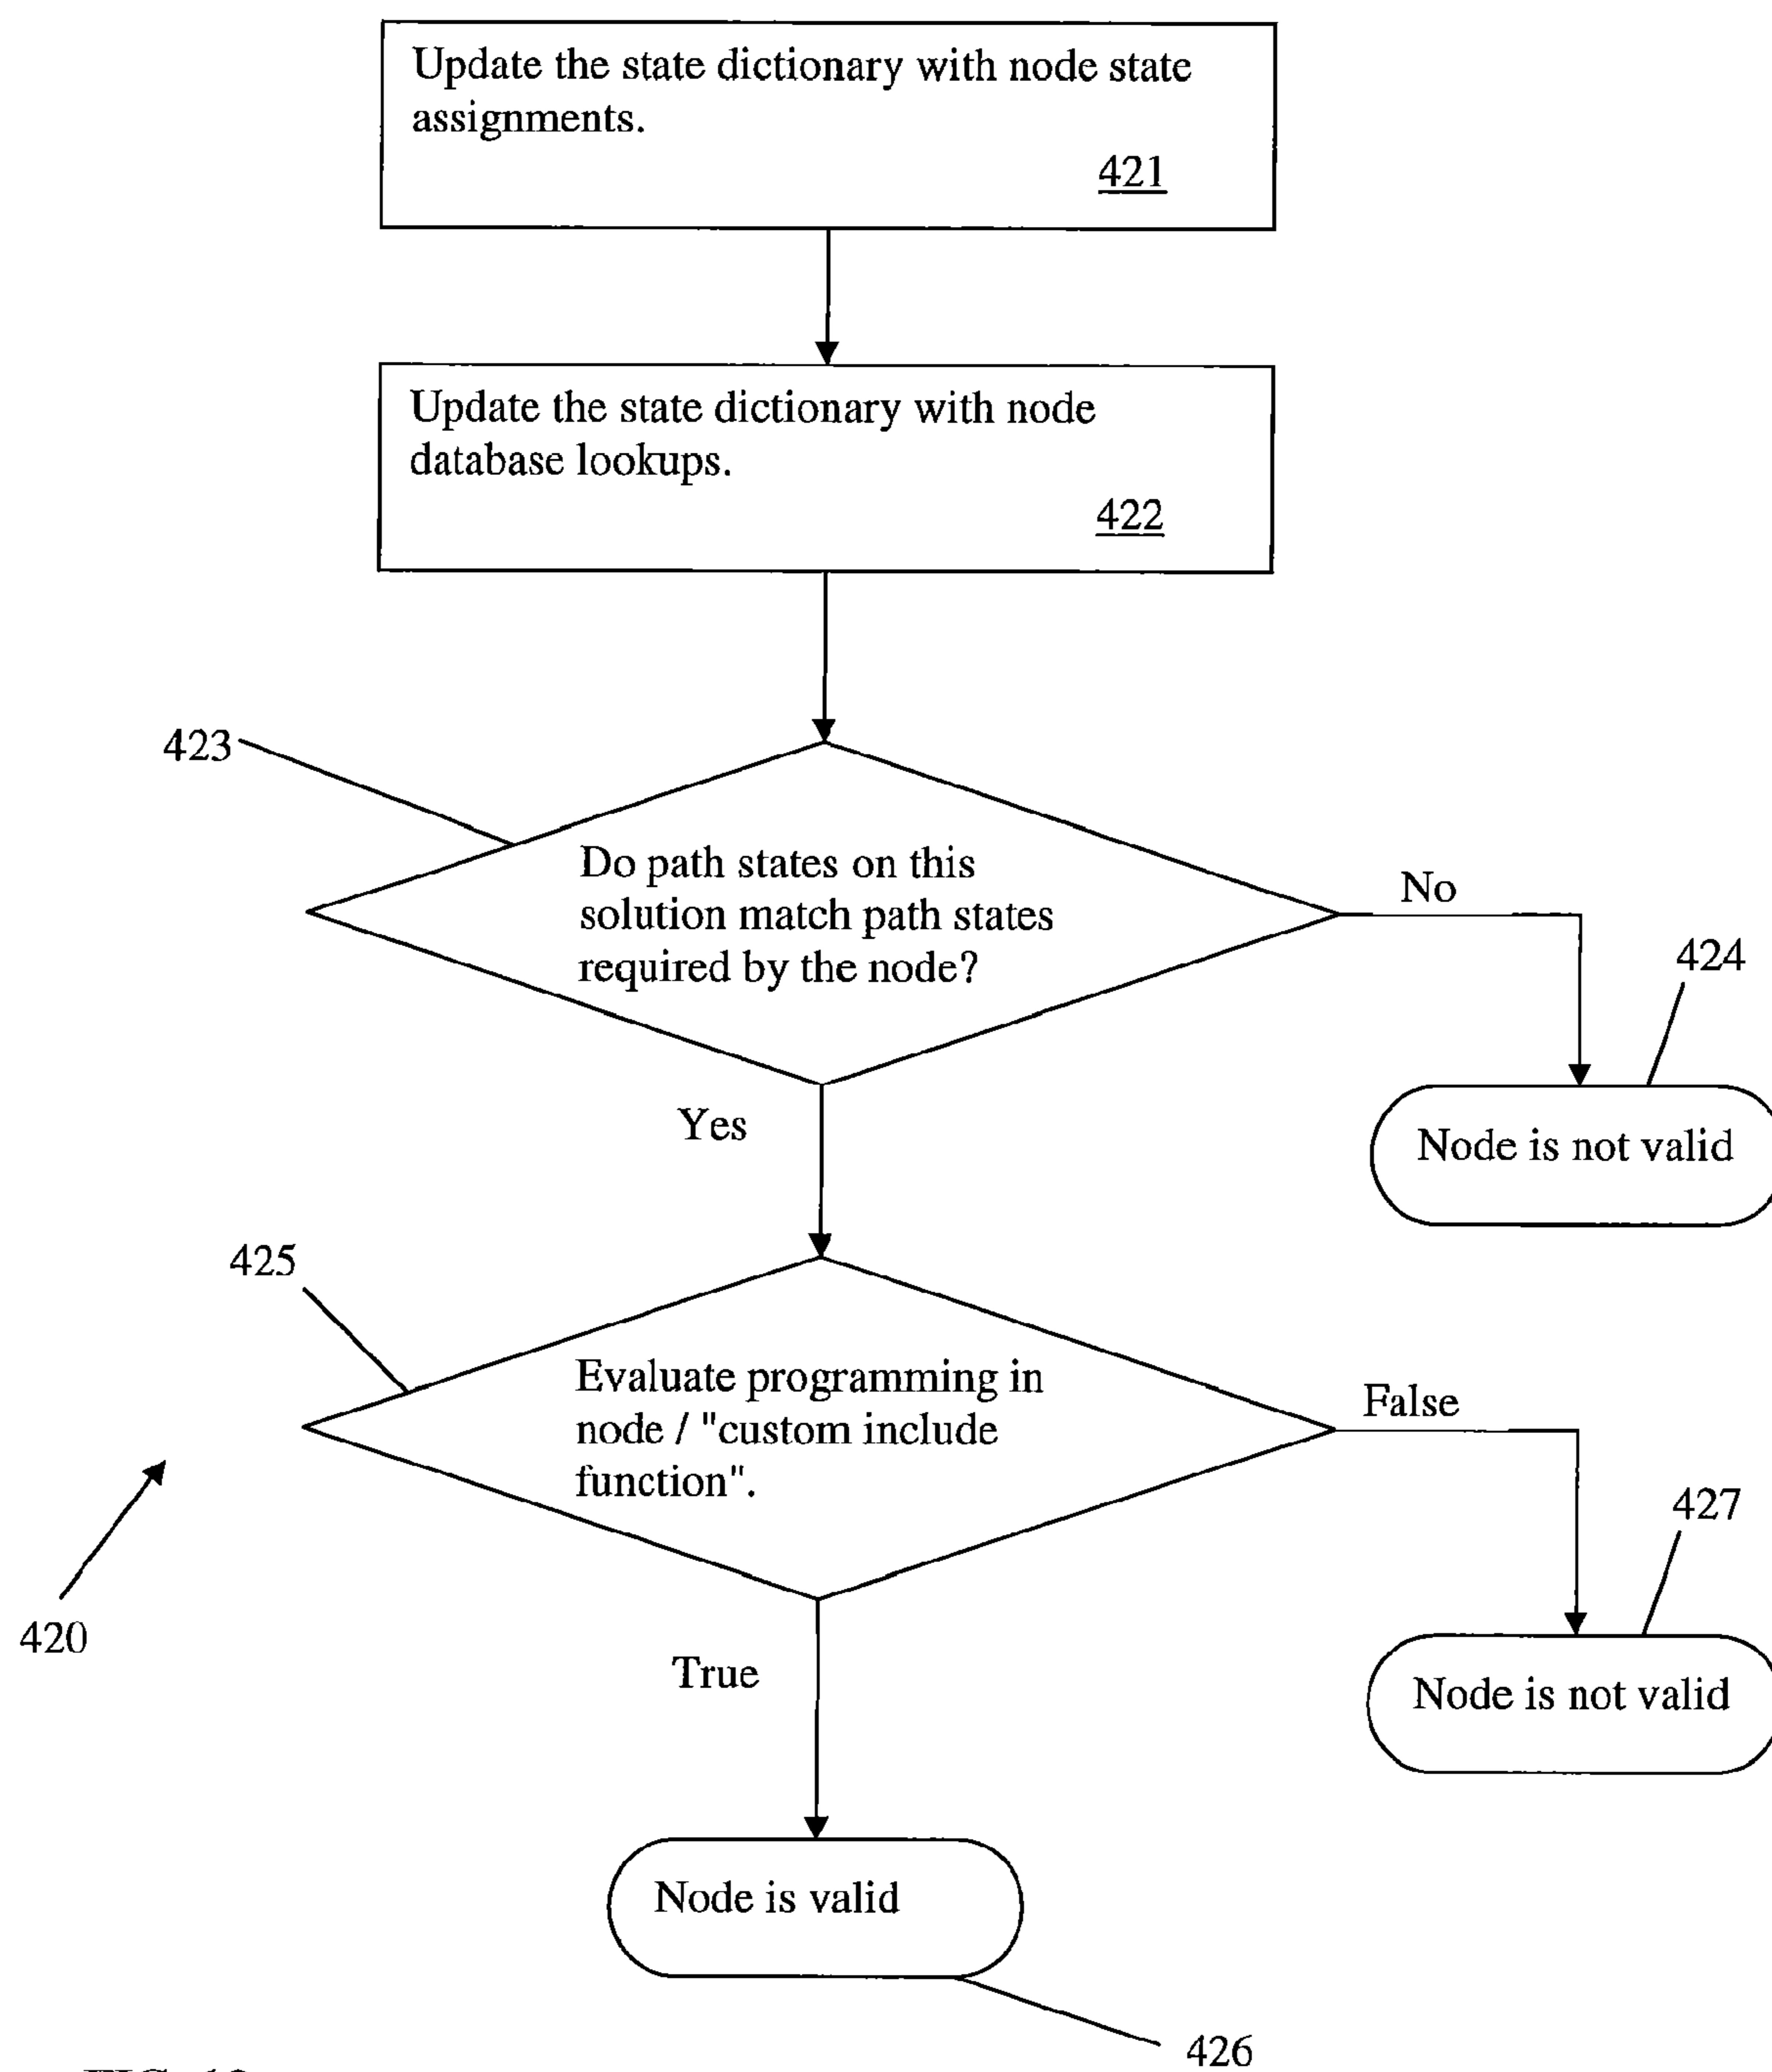 Update the state dictionary with node state
assignments.
421
Update the state dictionary with node
database lookups.
422
423
Do path states on this
solution match path states
required by the node?
No
424
Node is not valid
Yes
425
Evaluate programming in
node / "custom include
function".
False
427
Node is not valid
420
True
Node is valid
426